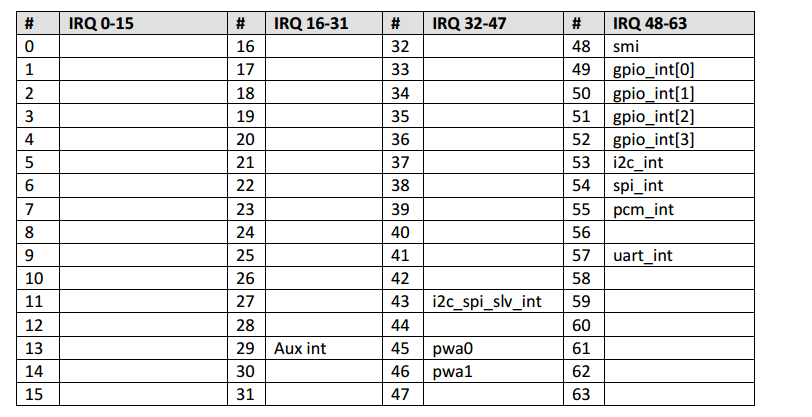 # IRQ 0-15 # IRQ 16-31 # IRQ 32-47 # IRQ 48-63
0 16 32 48 smi
1 17 33 49 gpio_int[0]
2 18 34 50 gpio_int[1]
3 19 35 51 gpio_int[2]
4 20 36 52 gpio_int[3]
5 21 37 53 i2c_int
6 22 38 54 spi_int
7 23 39 55 pcm_int
8 24 40 56
9 25 41 57 uart_int
10 26 42 58
11 27 43 i2c_spi_slv_int 59
12 28 44 60
13 29 Aux int 45 pwa0 61
14 30 46 pwa1 62
15 31 47 63